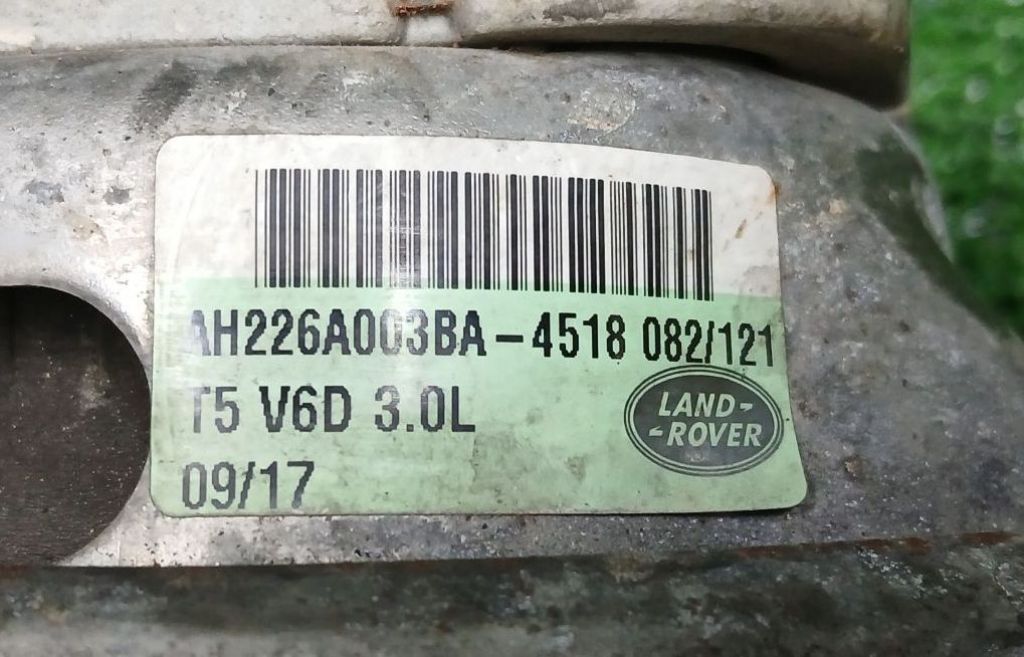 AH226A003BA-4518 082/121
T5 V6D 3.0L
09/17
LAND-
-ROVER